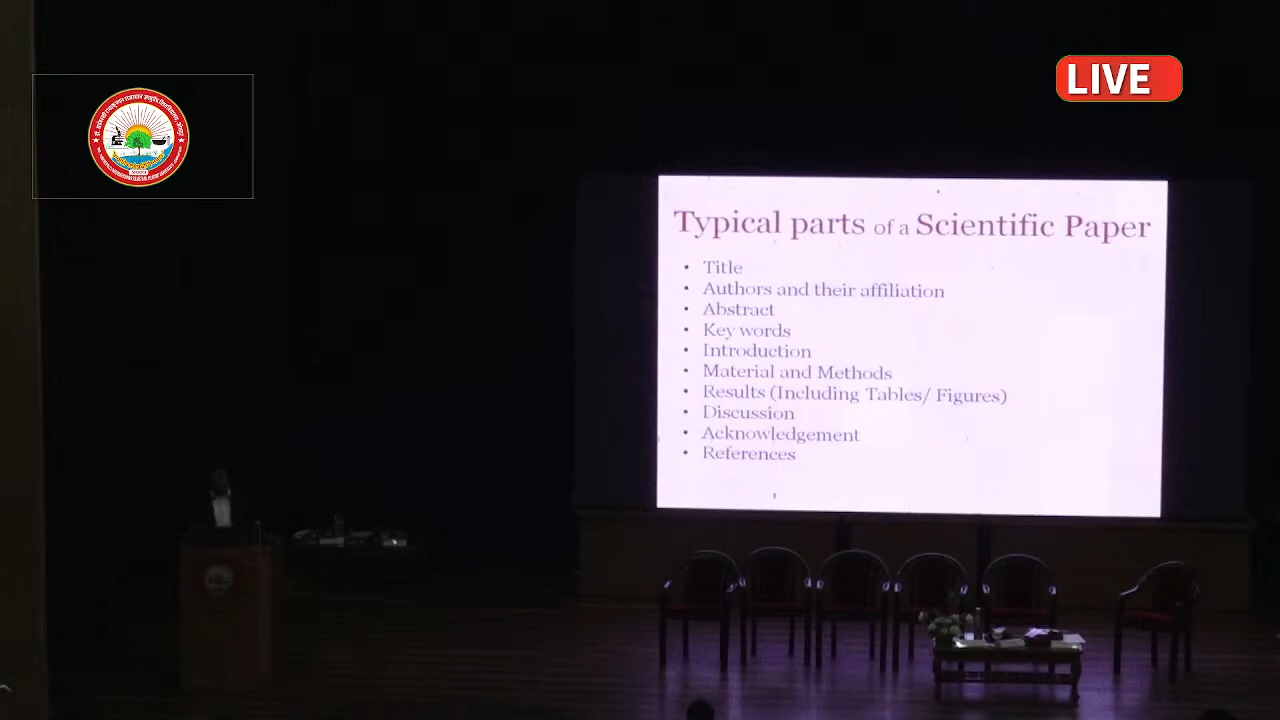 LIVE
Typical parts of a Scientific Paper
• Title
• Authors and their affiliation
• Abstract
• Key words
• Introduction
• Material and Methods
• Results (Including Tables/ Figures)
• Discussion
• Acknowledgement
• References